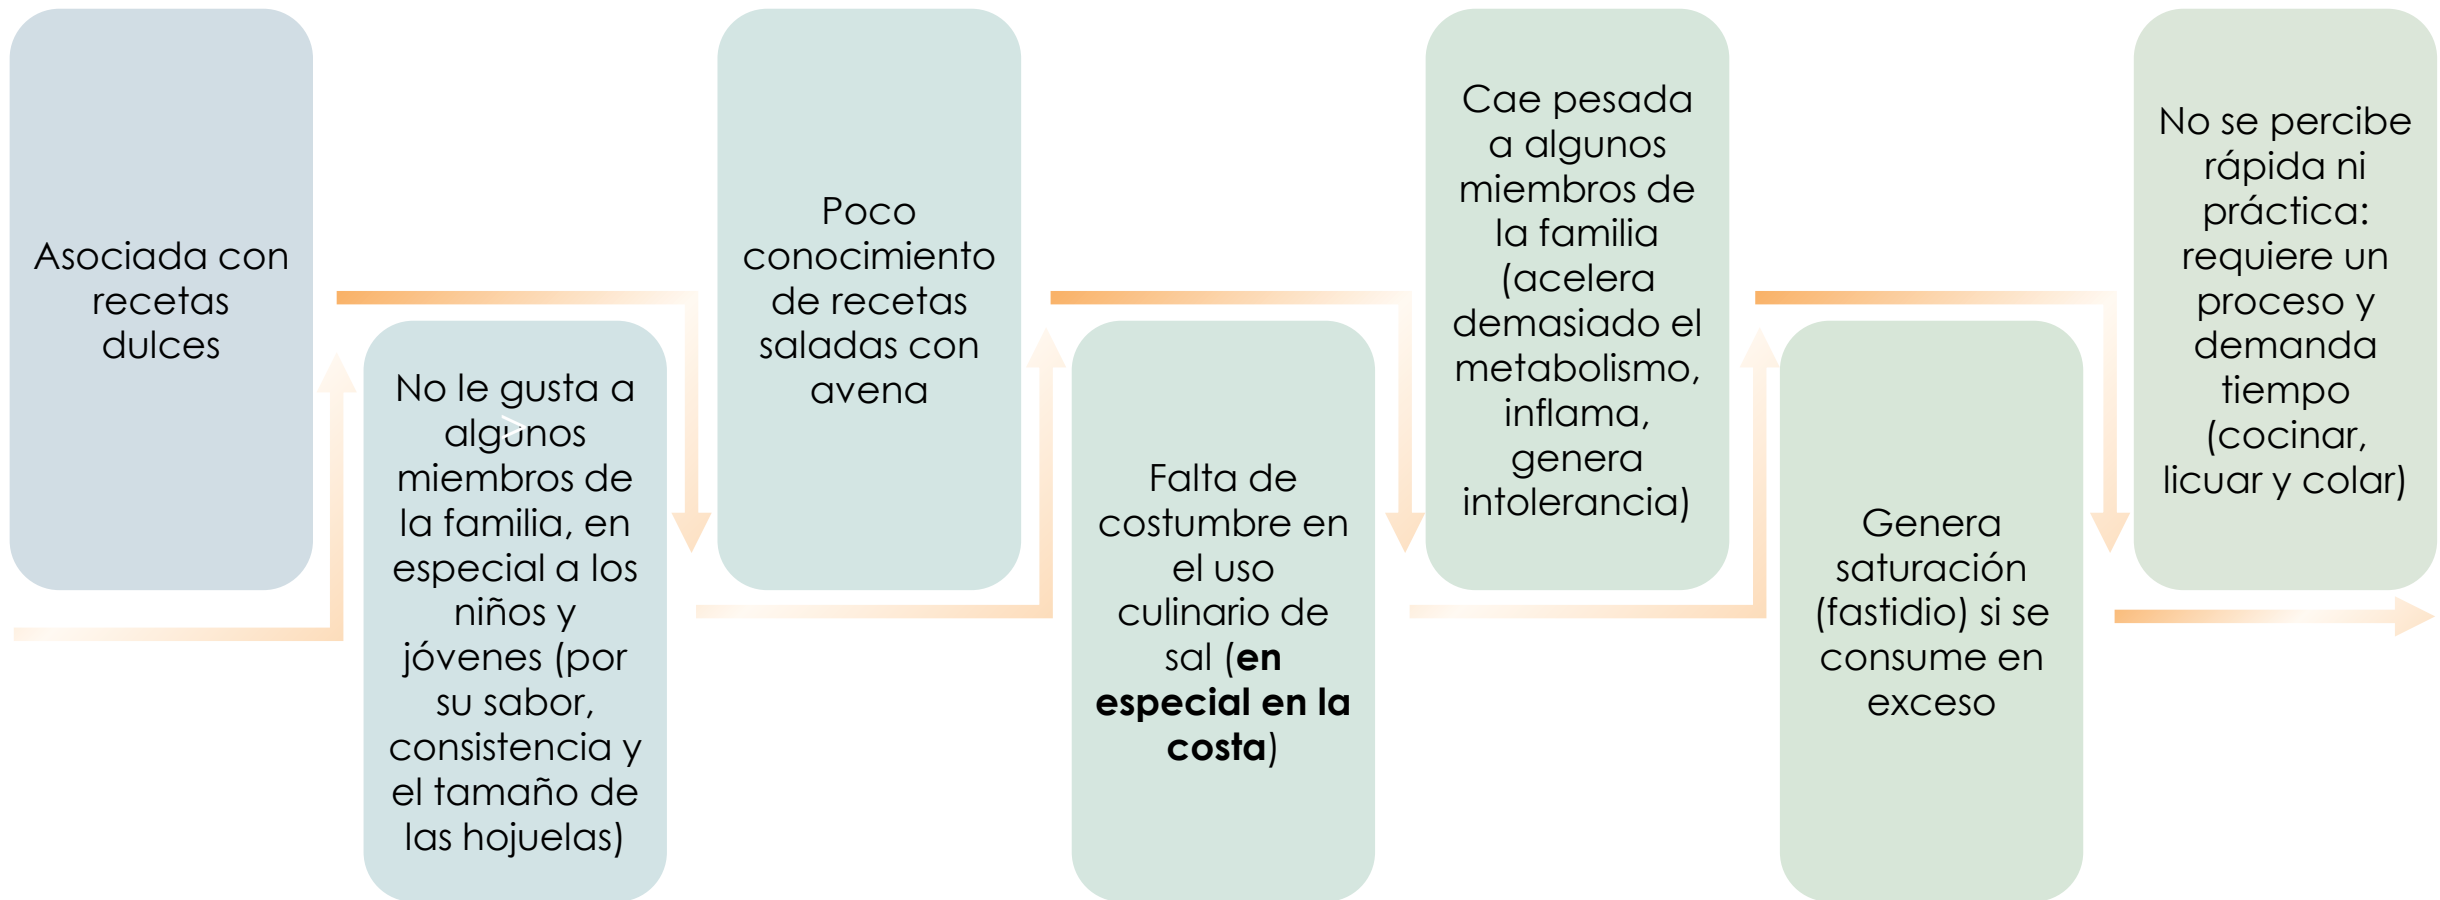 Asociada con
recetas
dulces
No le gusta a
algunos
miembros de
la familia, en
especial a los
niños y
jóvenes (por
su sabor,
consistencia y
el tamaño de
las hojuelas)
>
Poco
conocimiento
de recetas
saladas con
avena
Falta de
costumbre en
el uso
culinario de
sal (en
especial en la
costa)
Cae pesada
a algunos
miembros de
la familia
(acelera
demasiado el
metabolismo,
inflama,
genera
intolerancia)
Genera
saturación
(fastidio) si se
consume en
exceso
No se percibe
rápida ni
práctica:
requiere un
proceso y
demanda
tiempo
(cocinar,
licuar y colar)